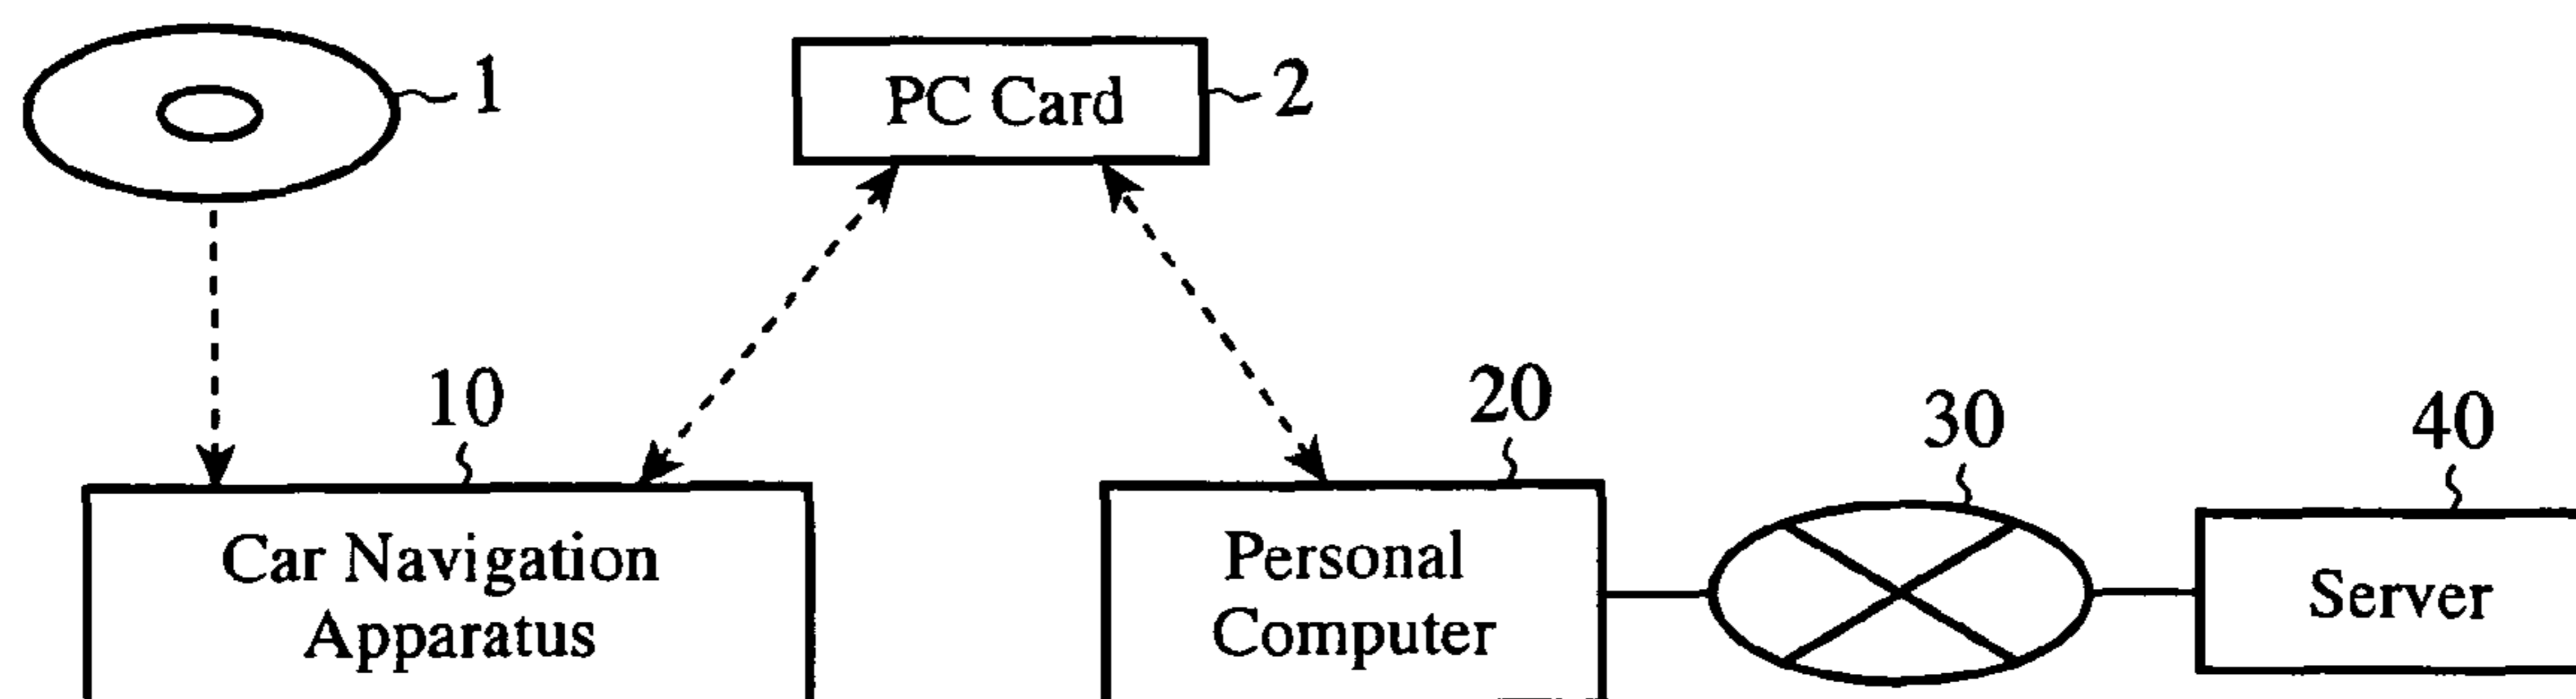 1
PC Card
2
10
20
30
40
Car Navigation
Apparatus
Personal
Computer
Server